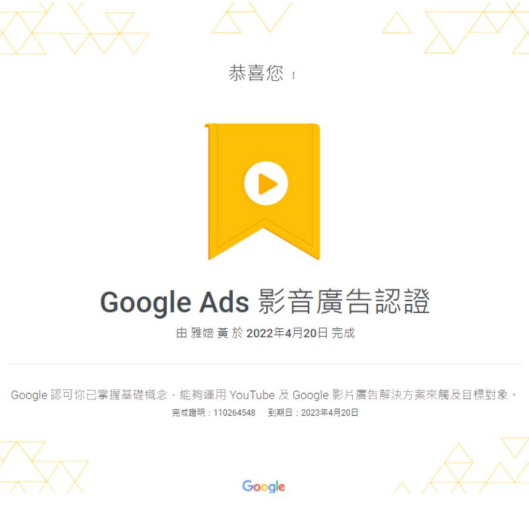 恭喜您！
Google Ads 影音廣告認證
由 雅婄 黃 於 2022年4月20日 完成
Google 認可你已掌握基礎概念，能夠運用 YouTube 及 Google 影片廣告解決方案來觸及目標對象。
完成證明：110264548 到期日：2023年4月20日
Google